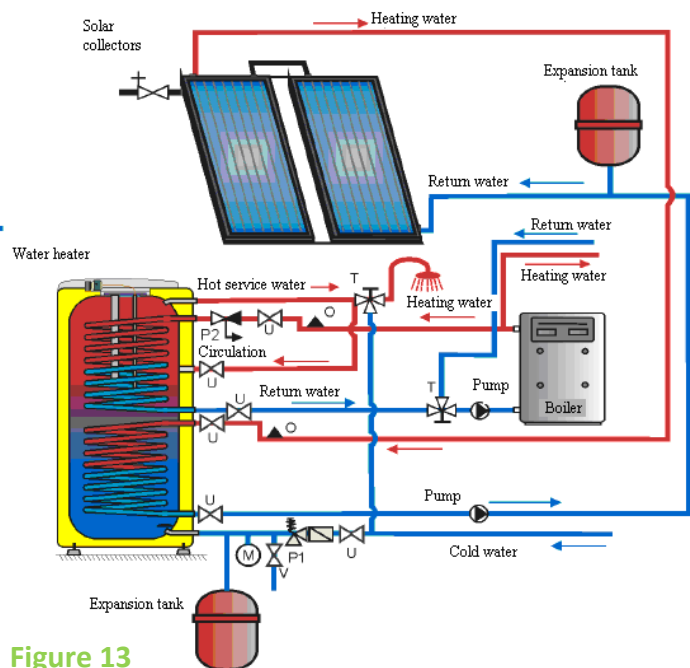 Heating water
Solar
collectors
Expansion tank
Return water
Return water
Water heater
Heating water
Hot service water
T
Heating water
O
P2
U
Circulation
U
Return water
U
T
Pump
Boiler
U
O
U
Pump
M
P1
U
V
Cold water
Expansion tank
Figure 13